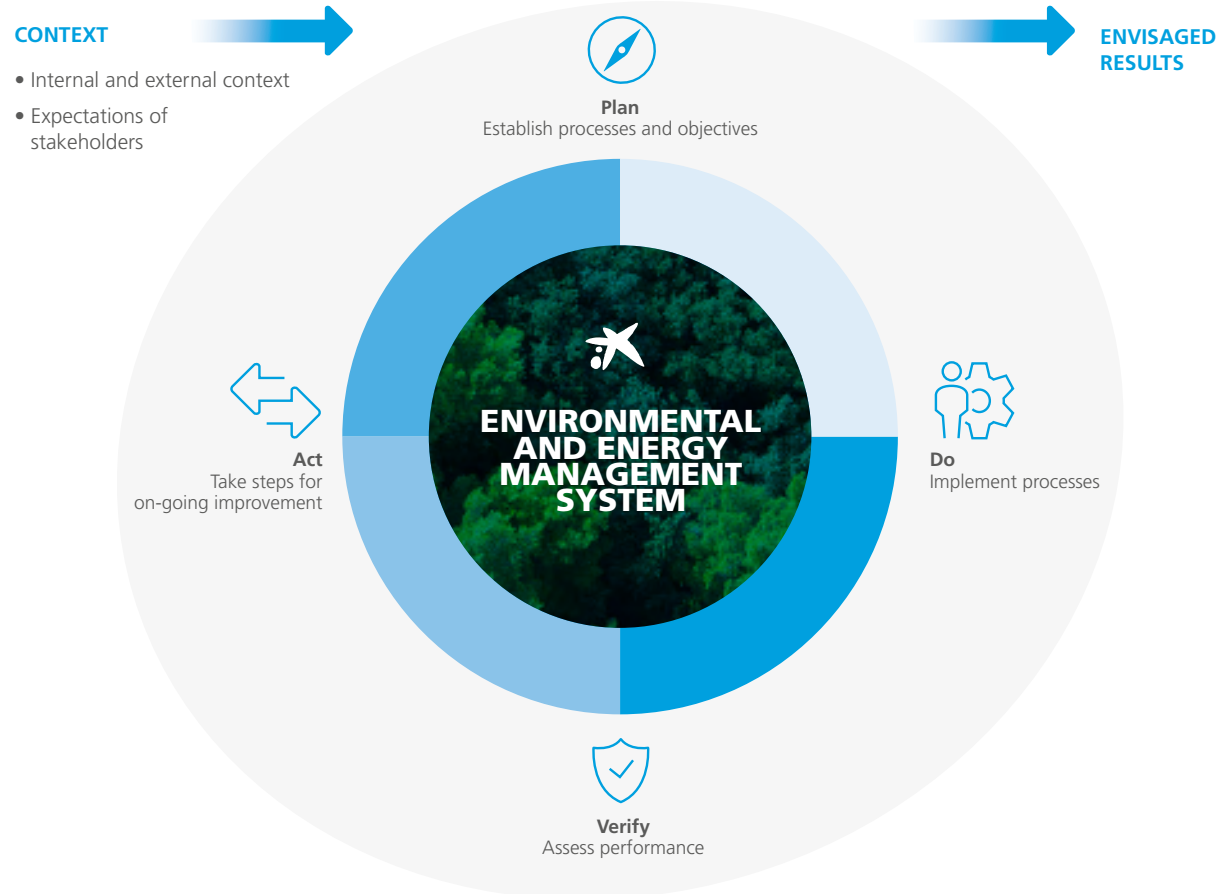 CONTEXT
• Internal and external context
• Expectations of
stakeholders
ENVISAGED
RESULTS
Plan
Establish processes and objectives
Act
Take steps for
on-going improvement
ENVIRONMENTAL
AND ENERGY
MANAGEMENT
SYSTEM
Do
Implement processes
Verify
Assess performance